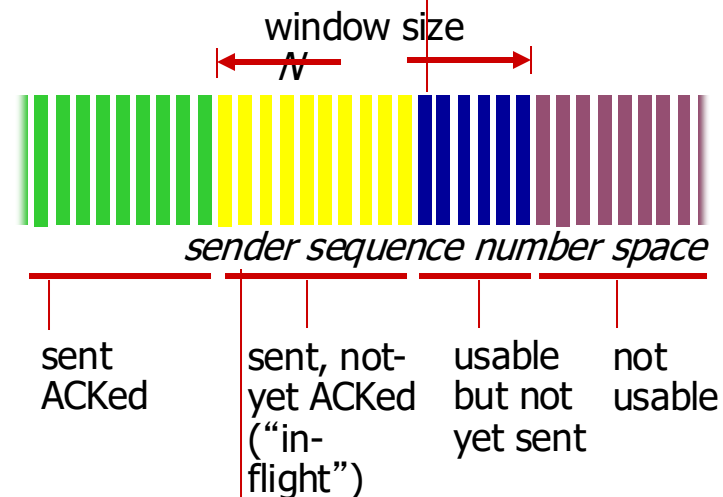 window size
N
sender sequence number space
sent
ACKed
sent, not-
yet ACKed
(“in-
flight”)
usable
but not
yet sent
not
usable